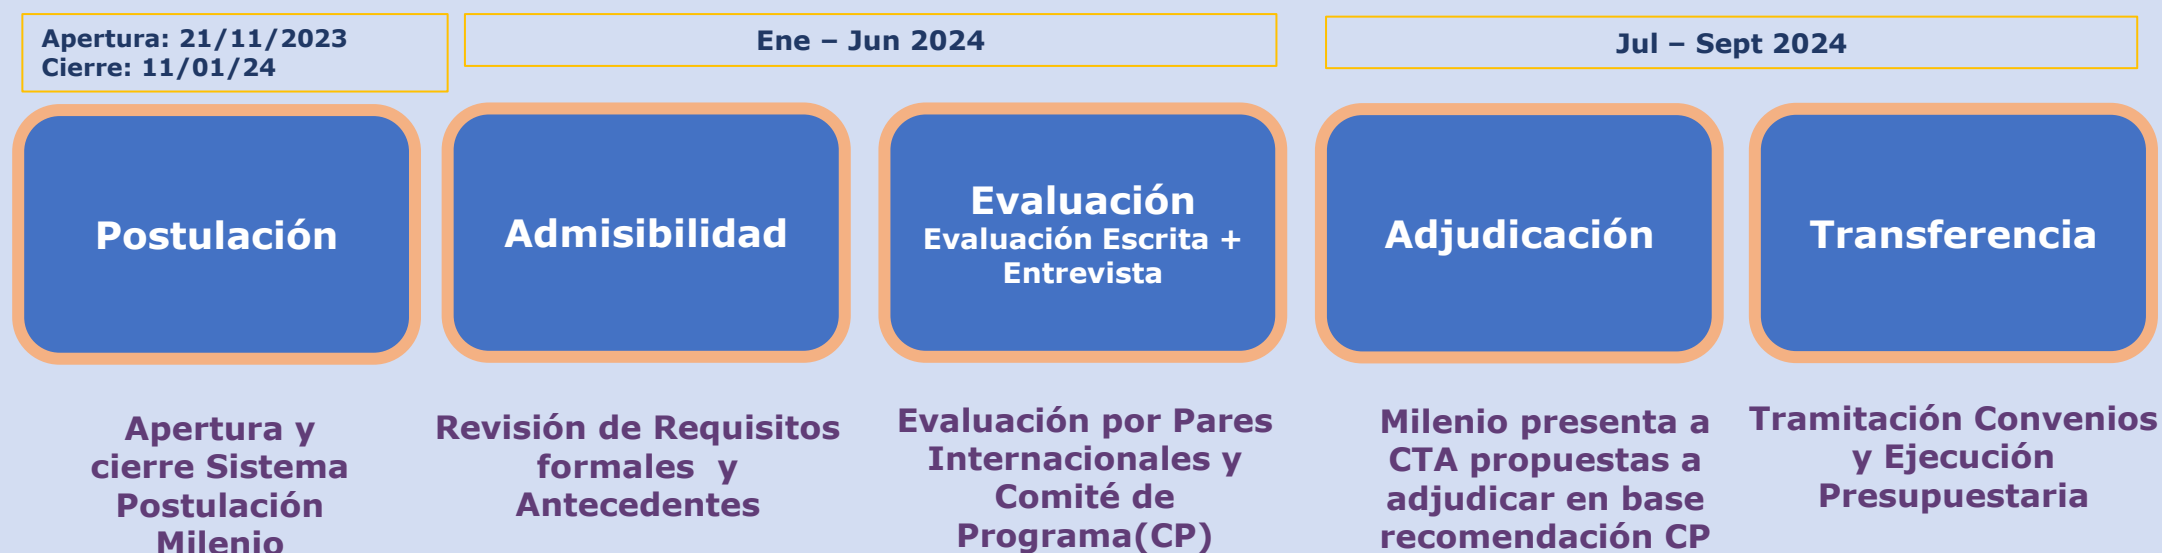 Apertura: 21/11/2023
Cierre: 11/01/24
Ene – Jun 2024
Jul – Sept 2024
Postulación
Admisibilidad
Evaluación
Evaluación Escrita +
Entrevista
Adjudicación
Transferencia
Apertura y
cierre Sistema
Postulación
Milenio
Revisión de Requisitos
formales y
Antecedentes
Evaluación por Pares
Internacionales y
Comité de
Programa(CP)
Milenio presenta a
CTA propuestas a
adjudicar en base
recomendación CP
Tramitación Convenios
y Ejecución
Presupuestaria